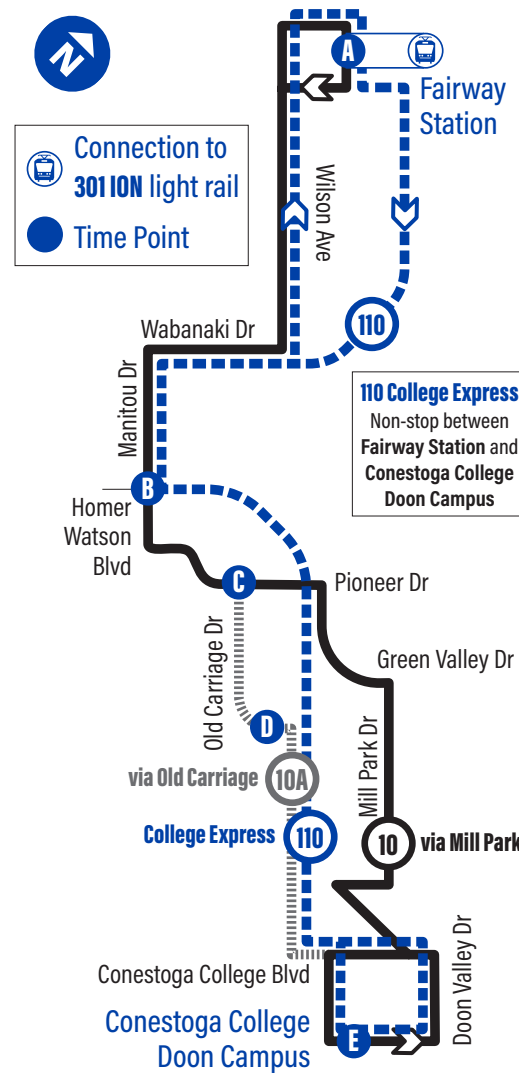 N
A
Fairway
Station
Connection to
301 ION light rail
Time Point
Wilson Ave
110
Wabanaki Dr
Manitou Dr
110 College Express
Non-stop between
Fairway Station and
Conestoga College
Doon Campus
B
Homer
Watson
Blvd
C
Pioneer Dr
Old Carriage Dr
Green Valley Dr
D
Mill Park Dr
via Old Carriage
10A
College Express
110
10
via Mill Park
Doon Valley Dr
Conestoga College Blvd
Conestoga College
Doon Campus
E